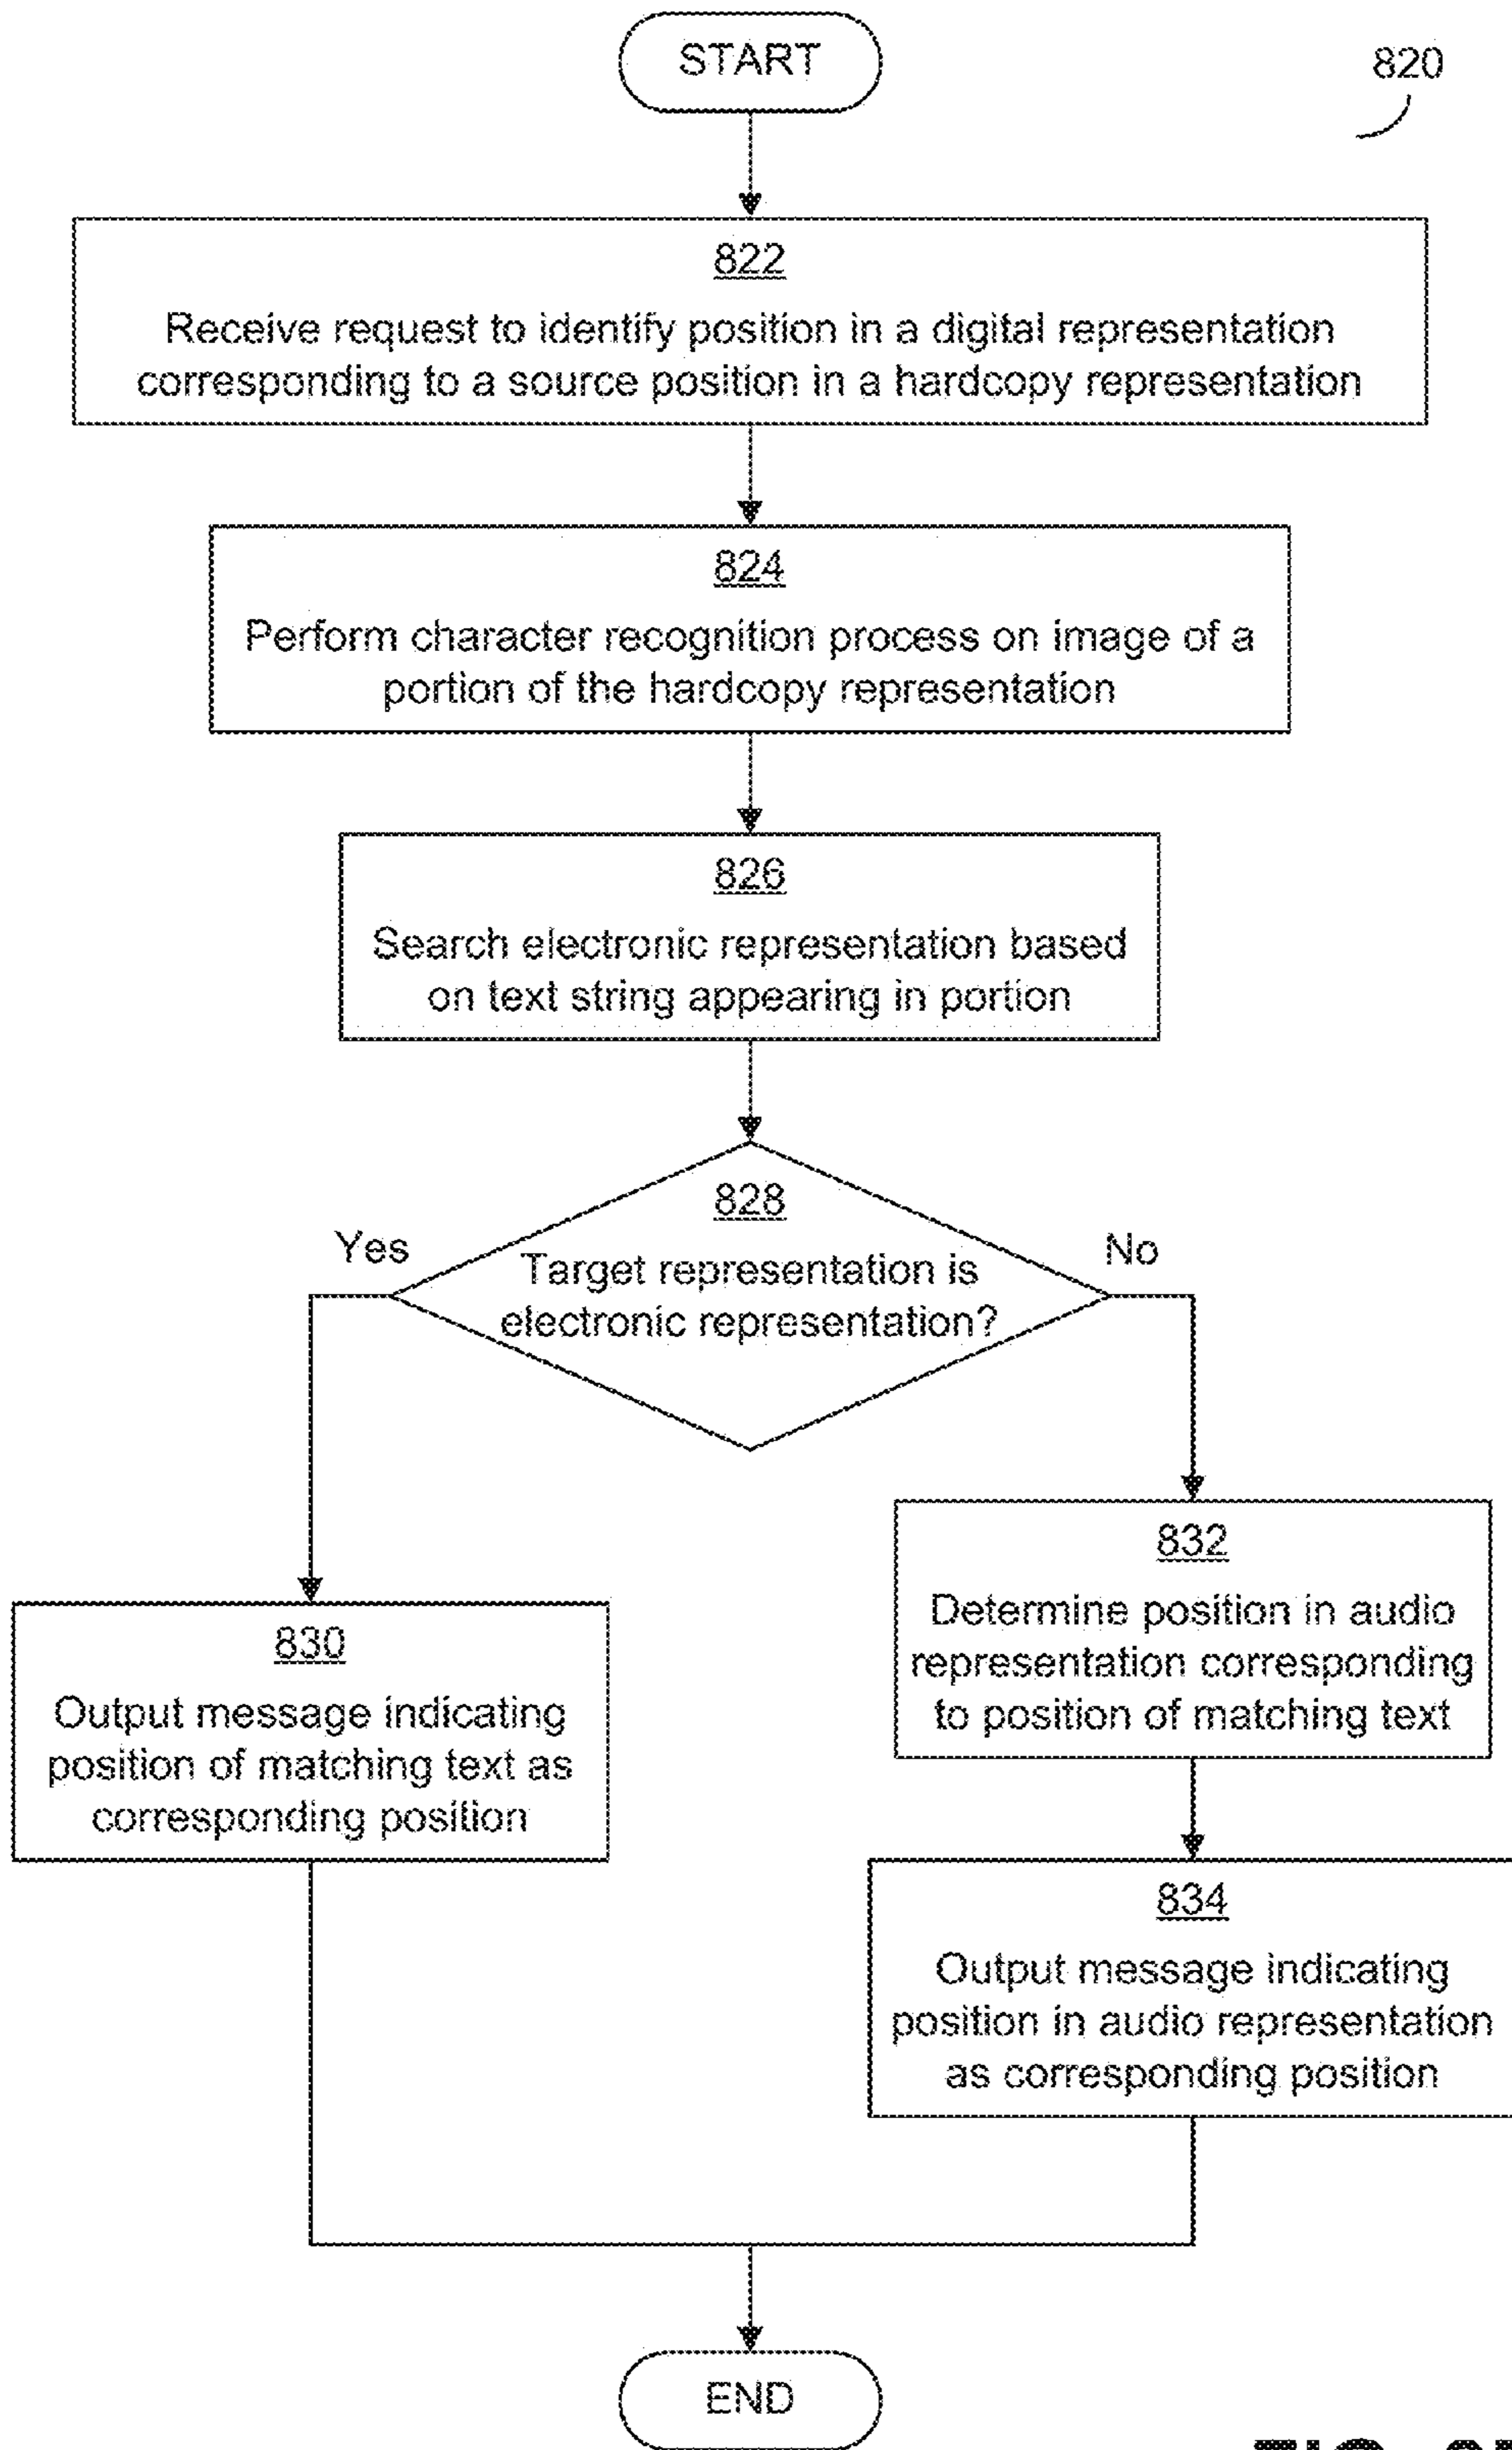 START
820
822
Receive request to identify position in a digital representation
corresponding to a source position in a hardcopy representation
824
Perform character recognition process on image of a
portion of the hardcopy representation
826
Search electronic representation based
on text string appearing in portion
828
Yes
No
Target representation is
electronic representation?
832
Determine position in audio
representation corresponding
to position of matching text
830
Output message indicating
position of matching text as
corresponding position
834
Output message indicating
position in audio representation
as corresponding position
END